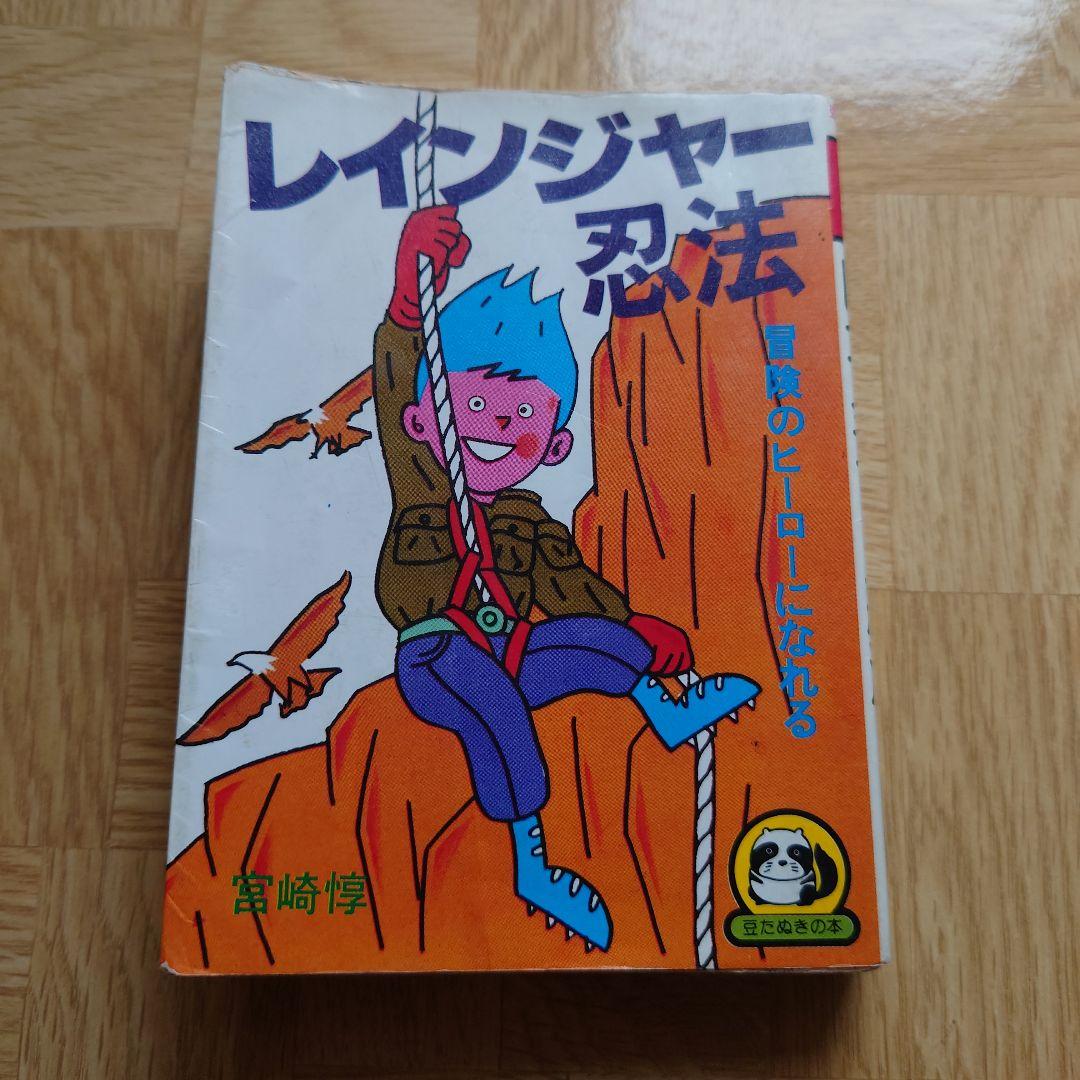 レインジャー
忍法
冒険のヒーローになれる
宮崎惇
豆たぬきの本